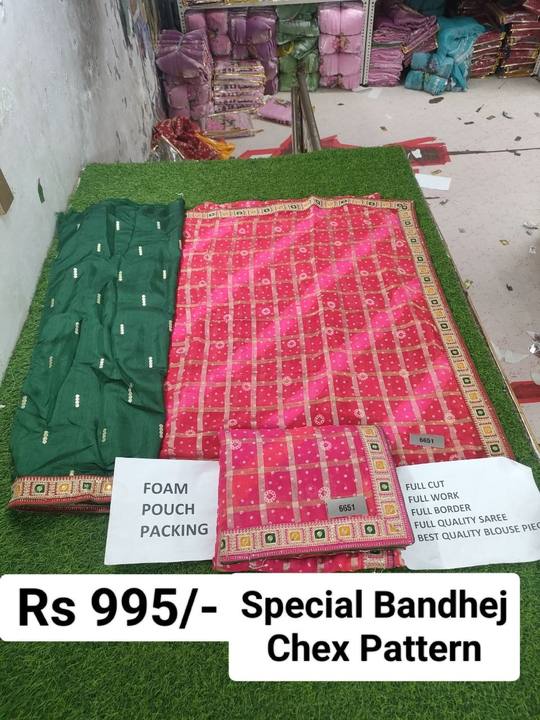 6651
6651
FOAM
POUCH
PACKING
FULL CUT
FULL WORK
FULL BORDER
FULL QUALITY SAREE
BEST QUALITY BLOUSE PIEC
Rs 995/-
Special Bandhej
Chex Pattern